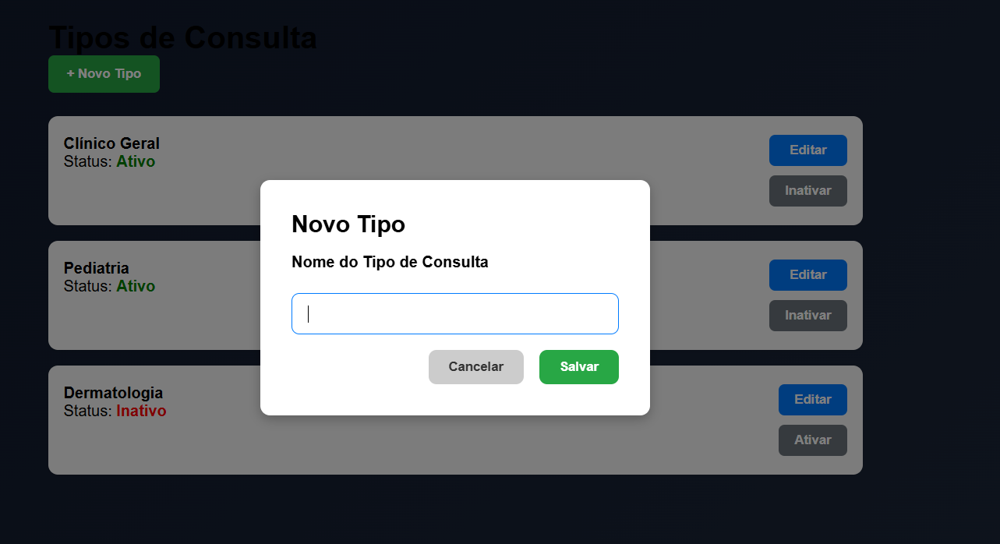 Tipos de Consulta
+ Novo Tipo
Clínico Geral
Status: Ativo
Editar
Inativar
Pediatria
Status: Ativo
Editar
Inativar
Dermatologia
Status: Inativo
Editar
Ativar
Novo Tipo
Nome do Tipo de Consulta
Cancelar
Salvar